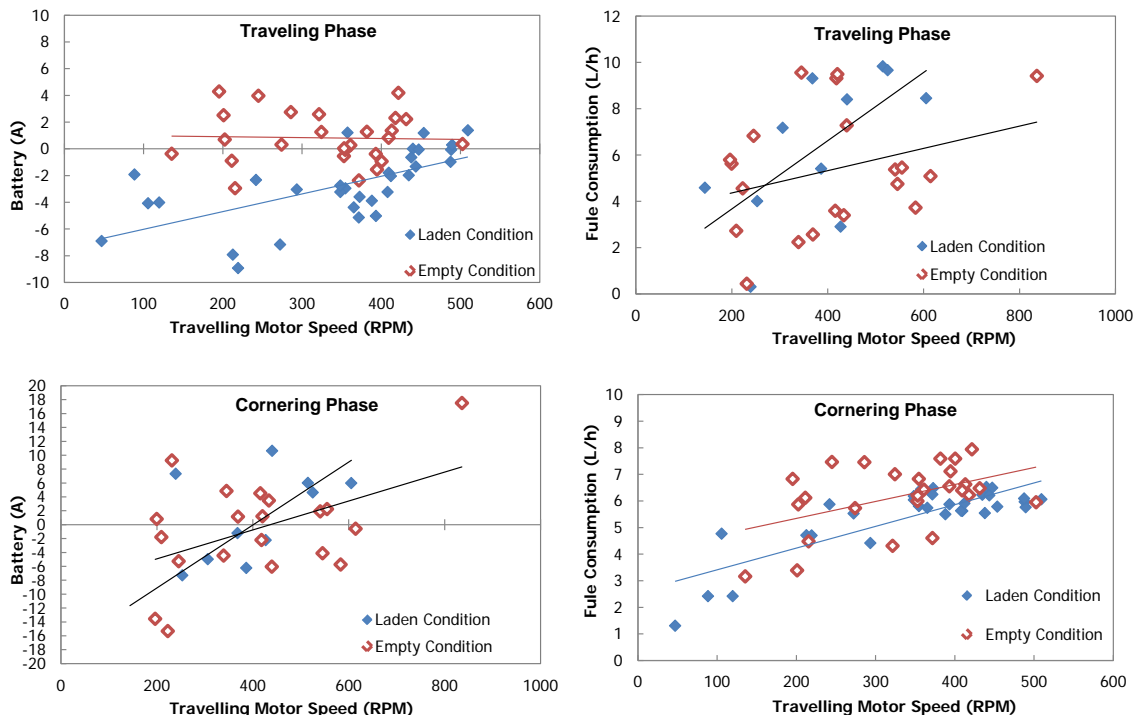 Traveling Phase
10
8
6
4
2
0
-2
-4
-6
-8
-10
Battery (A)
Laden Condition
Empty Condition
0 100 200 300 400 500 600
Travelling Motor Speed (RPM)
Traveling Phase
12
10
8
6
4
2
0
Fule Consumption (L/h)
Laden Condition
Empty Condition
0 200 400 600 800 1000
Travelling Motor Speed (RPM)
Cornering Phase
20
18
16
14
12
10
8
6
4
2
0
-2
-4
-6
-8
-10
-12
-14
-16
-18
-20
Battery (A)
Laden Condition
Empty Condition
0 200 400 600 800 1000
Travelling Motor Speed (RPM)
Cornering Phase
10
9
8
7
6
5
4
3
2
1
0
Fule Consumption (L/h)
Laden Condition
Empty Condition
0 100 200 300 400 500 600
Travelling Motor Speed (RPM)